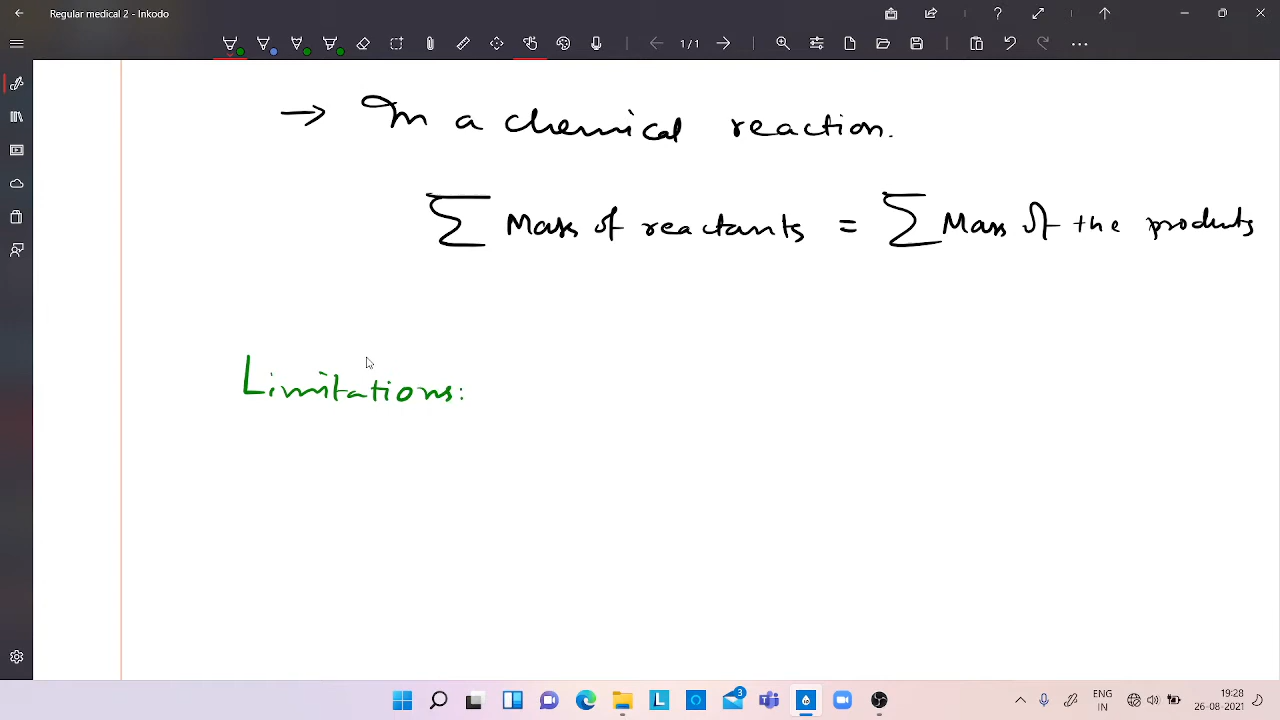 Regular medical 2 - Inkodo
1/1
→ In a chemical reaction.
∑ Mass of reactants = ∑ Mass of the products
Limitations:
3
ENG
IN
19:28
26-08-2021